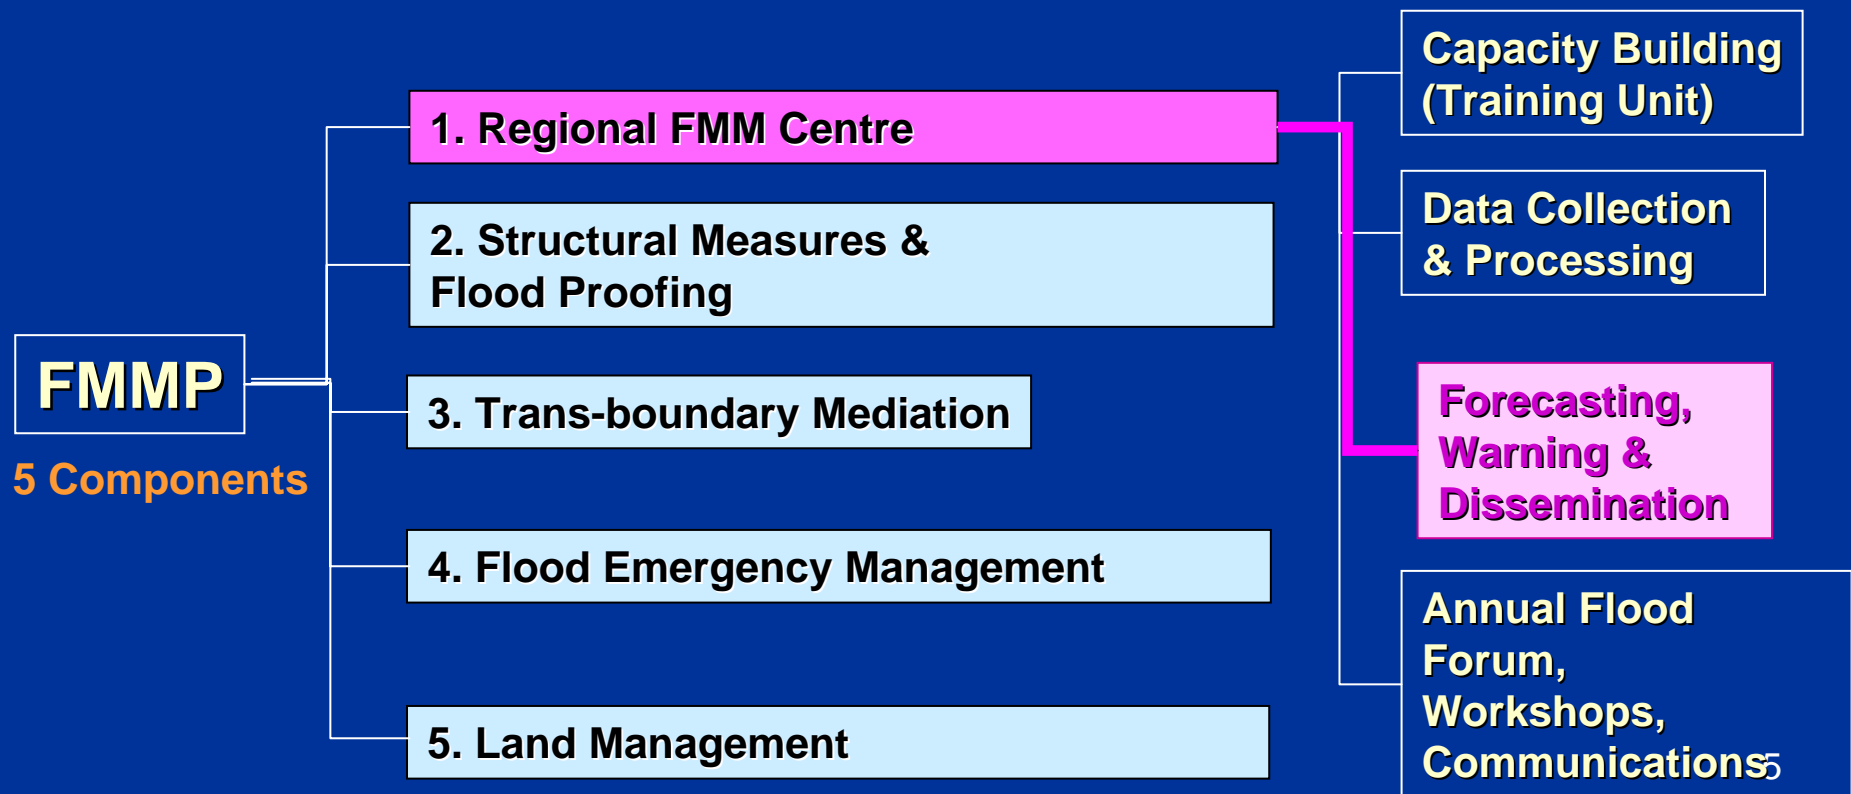 FMMP
5 Components
1. Regional FMM Centre
2. Structural Measures &
Flood Proofing
3. Trans-boundary Mediation
4. Flood Emergency Management
5. Land Management
Capacity Building
(Training Unit)
Data Collection
& Processing
Forecasting,
Warning &
Dissemination
Annual Flood
Forum,
Workshops,
Communications
5